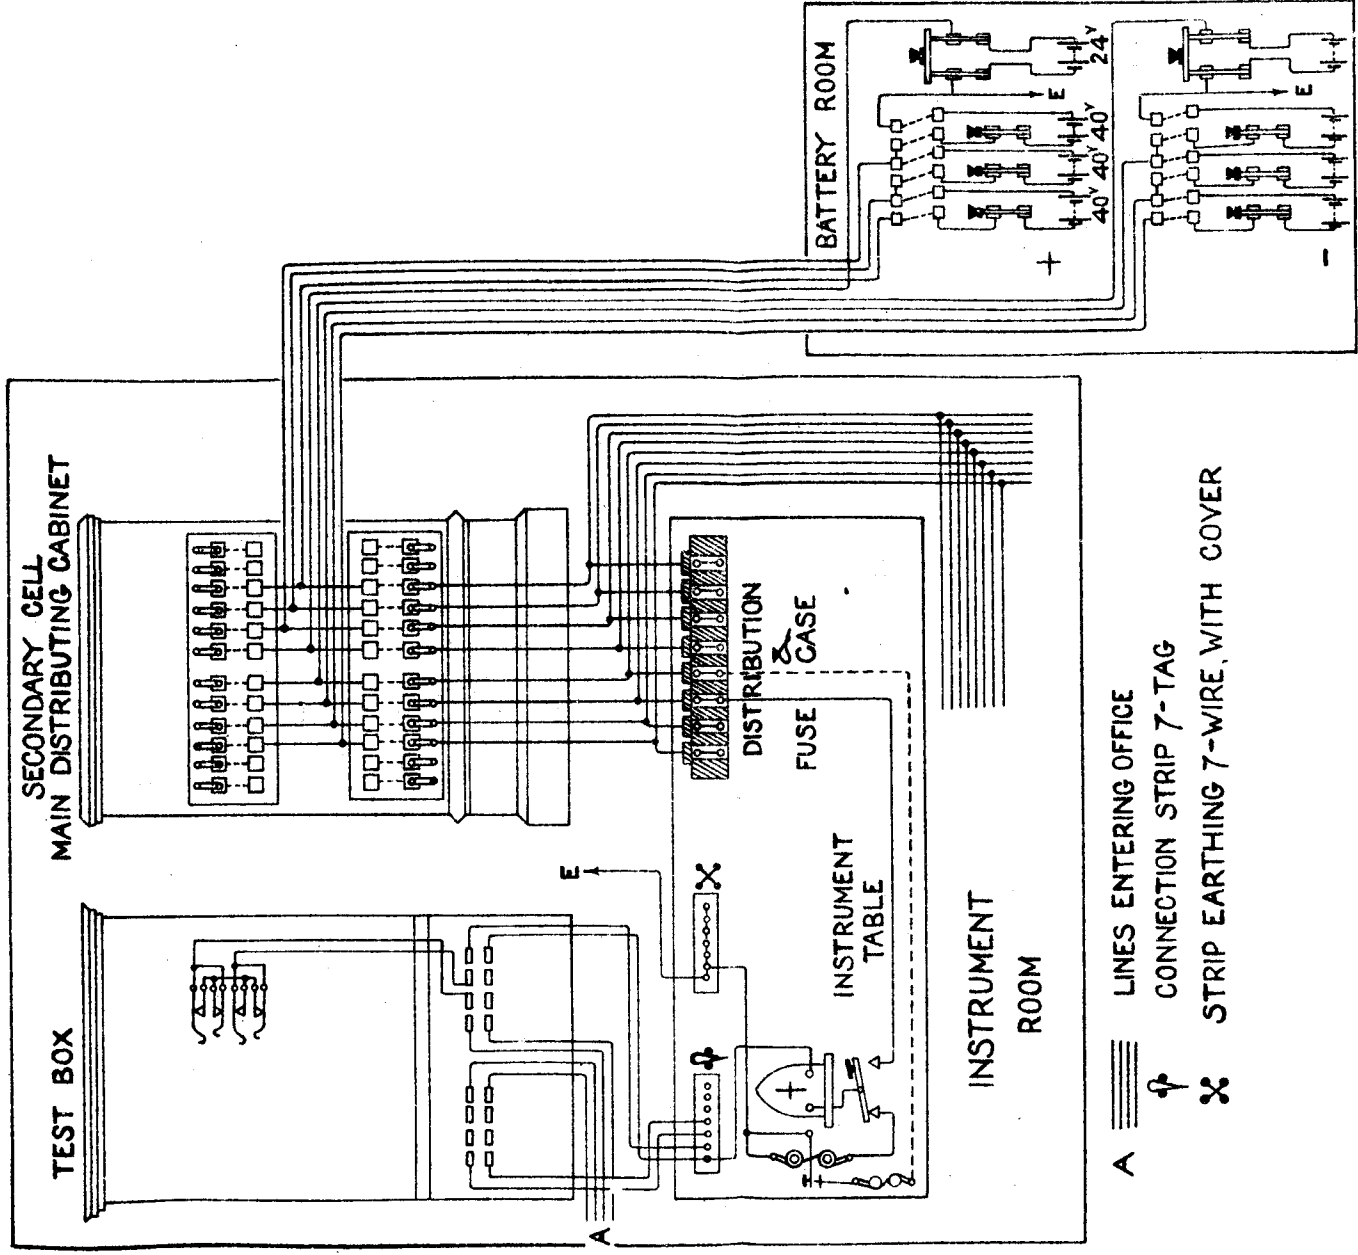 TEST BOX
SECONDARY CELL
MAIN DISTRIBUTING CABINET
BATTERY ROOM
E
40V 40V 40V 24V
+
E
-
E
DISTRIBUTION
&
FUSE CASE
INSTRUMENT
TABLE
+
- +
A
INSTRUMENT
ROOM
A LINES ENTERING OFFICE
CONNECTION STRIP 7-TAG
STRIP EARTHING 7-WIRE, WITH COVER